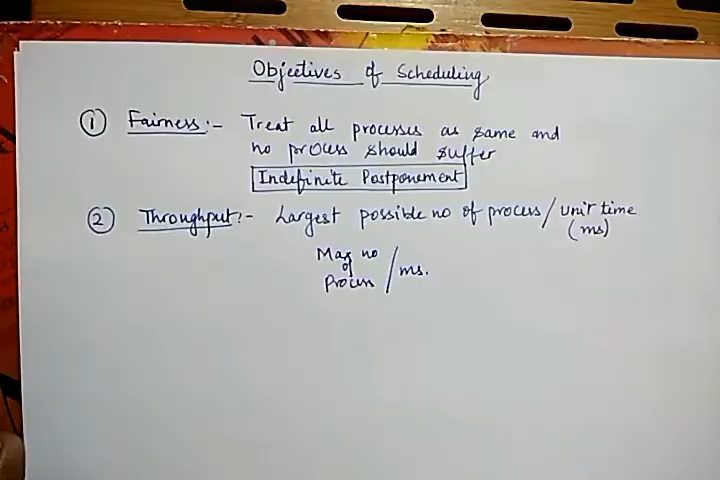 Objectives of Scheduling
① Fairness:- Treat all processes as same and
no process should suffer
Indefinite Postponement
② Throughput:- Largest possible no of process / unit time
(ms)
Max no
of
Process / ms.